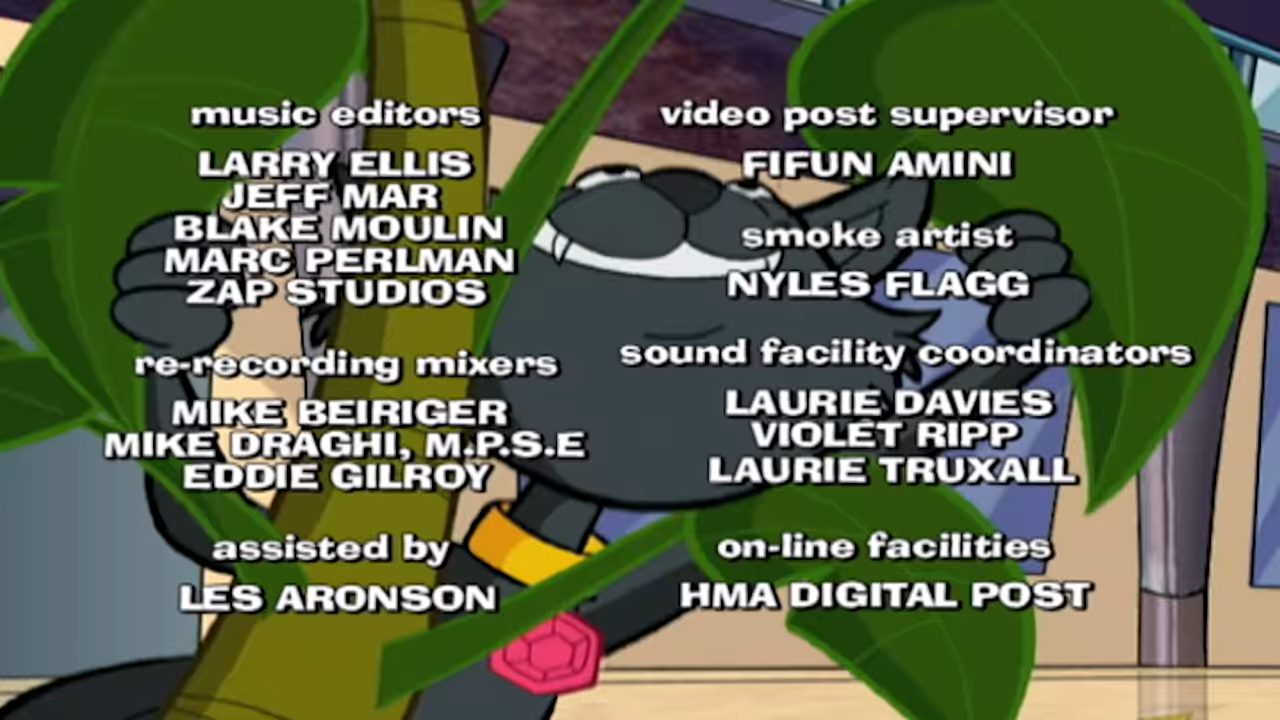 music editors
LARRY ELLIS
JEFF MAR
BLAKE MOULIN
MARC PERLMAN
ZAP STUDIOS
re-recording mixers
MIKE BEIRIGER
MIKE DRAGHI, M.P.S.E
EDDIE GILROY
assisted by
LES ARONSON
video post supervisor
FIFUN AMINI
smoke artist
NYLES FLAGG
sound facility coordinators
LAURIE DAVIES
VIOLET RIPP
LAURIE TRUXALL
on-line facilities
HMA DIGITAL POST